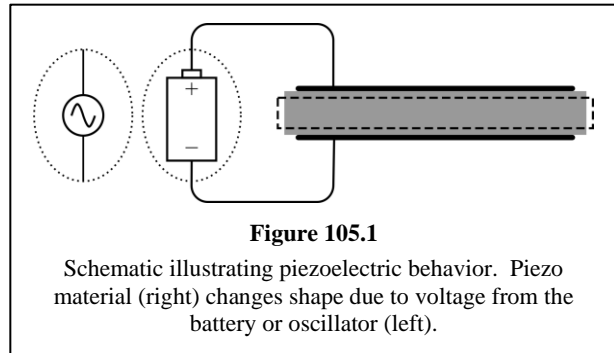 +
−
Figure 105.1
Schematic illustrating piezoelectric behavior. Piezo
material (right) changes shape due to voltage from the
battery or oscillator (left).